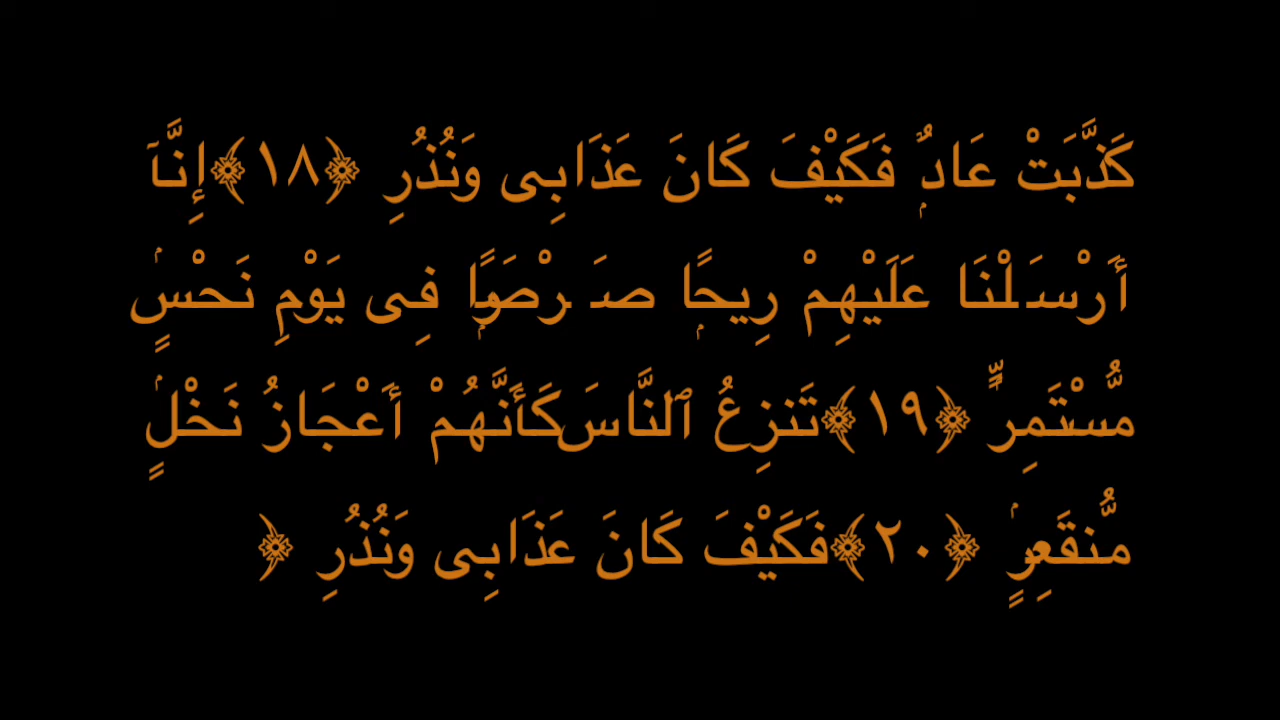 كَذَّبَتْ عَادٌۭ فَكَيْفَ كَانَ عَذَابِى وَنُذُرِ ﴿١٨﴾إِنَّآ
أَرْسَلْنَا عَلَيْهِمْ رِيحًۭا صَرْصَرًۭا فِى يَوْمِ نَحْسٍۢ
مُّسْتَمِرٍّۢ ﴿١٩﴾تَنزِعُ ٱلنَّاسَ كَأَنَّهُمْ أَعْجَازُ نَخْلٍۢ
مُّنقَعِرٍۢ ﴿٢٠﴾فَكَيْفَ كَانَ عَذَابِى وَنُذُرِ ﴿